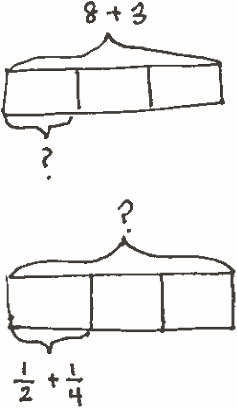 8 + 3
?
?
1/2 + 1/4